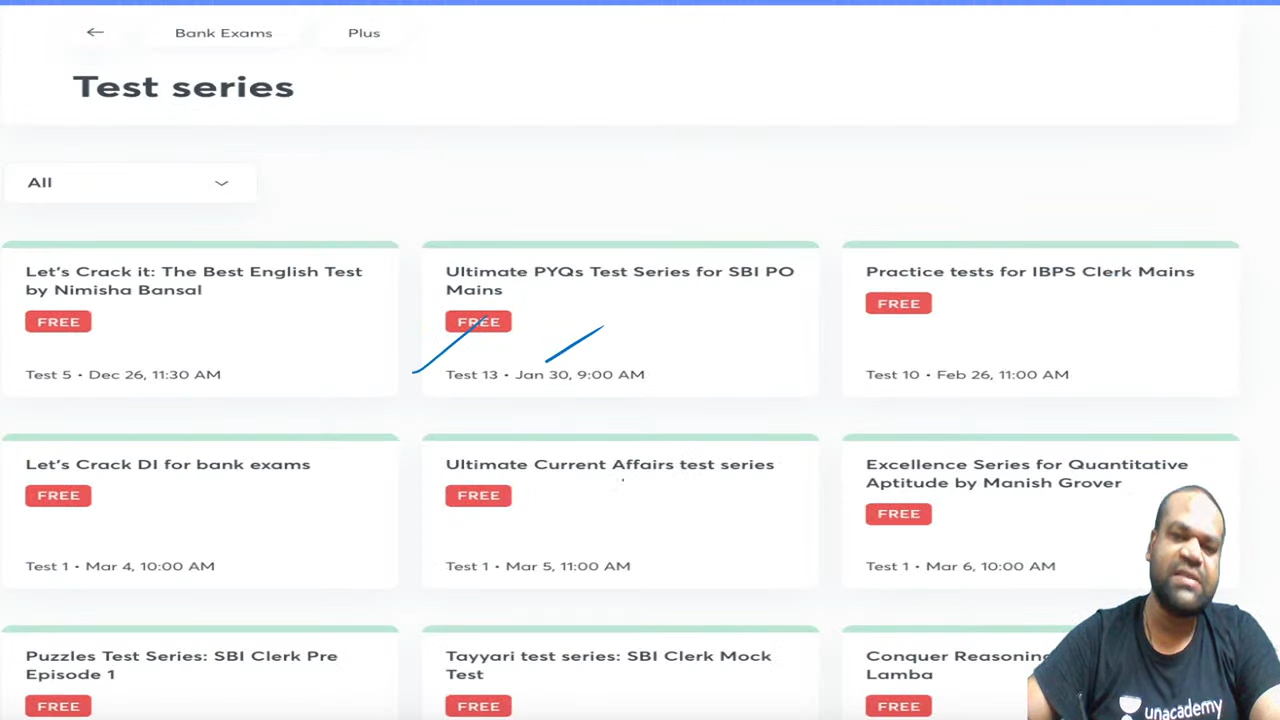 Bank Exams
Plus
Test series
All
Let's Crack it: The Best English Test
by Nimisha Bansal
FREE
Test 5 • Dec 26, 11:30 AM
Ultimate PYQs Test Series for SBI PO
Mains
FREE
Test 13 • Jan 30, 9:00 AM
Practice tests for IBPS Clerk Mains
FREE
Test 10 • Feb 26, 11:00 AM
Let's Crack DI for bank exams
FREE
Test 1 • Mar 4, 10:00 AM
Ultimate Current Affairs test series
FREE
Test 1 • Mar 5, 11:00 AM
Excellence Series for Quantitative
Aptitude by Manish Grover
FREE
Test 1 • Mar 6, 10:00 AM
Puzzles Test Series: SBI Clerk Pre
Episode 1
FREE
Tayyari test series: SBI Clerk Mock
Test
FREE
Conquer Reasoning
Lamba
FREE
unacademy